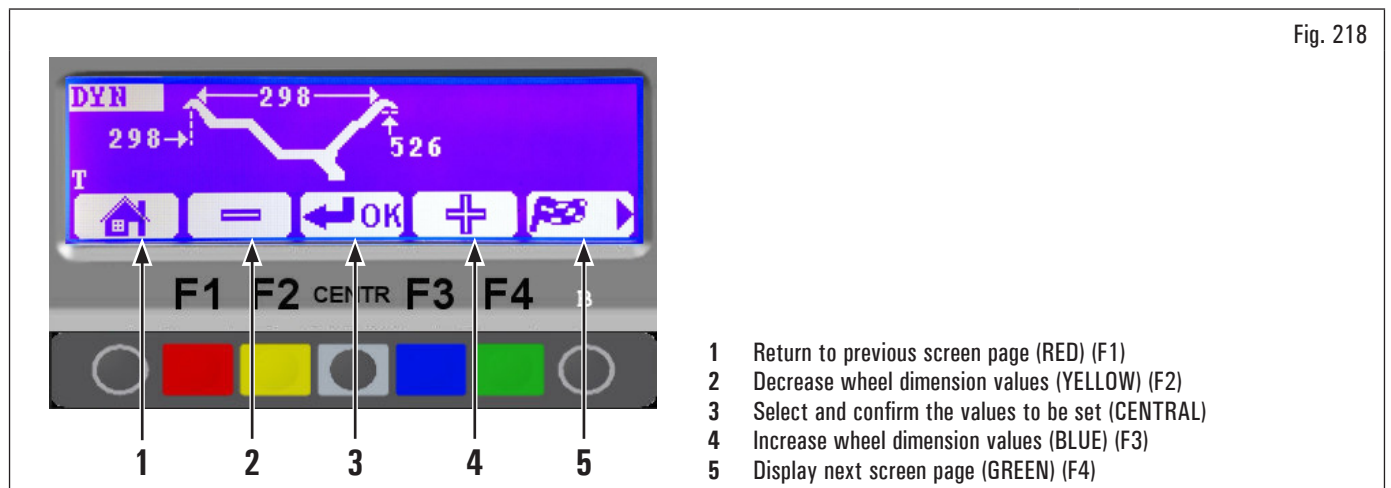 Fig. 218
DYN
298
298
526
T
OK
F1 F2 CENTR F3 F4 B
1 2 3 4 5
1 Return to previous screen page (RED) (F1)
2 Decrease wheel dimension values (YELLOW) (F2)
3 Select and confirm the values to be set (CENTRAL)
4 Increase wheel dimension values (BLUE) (F3)
5 Display next screen page (GREEN) (F4)